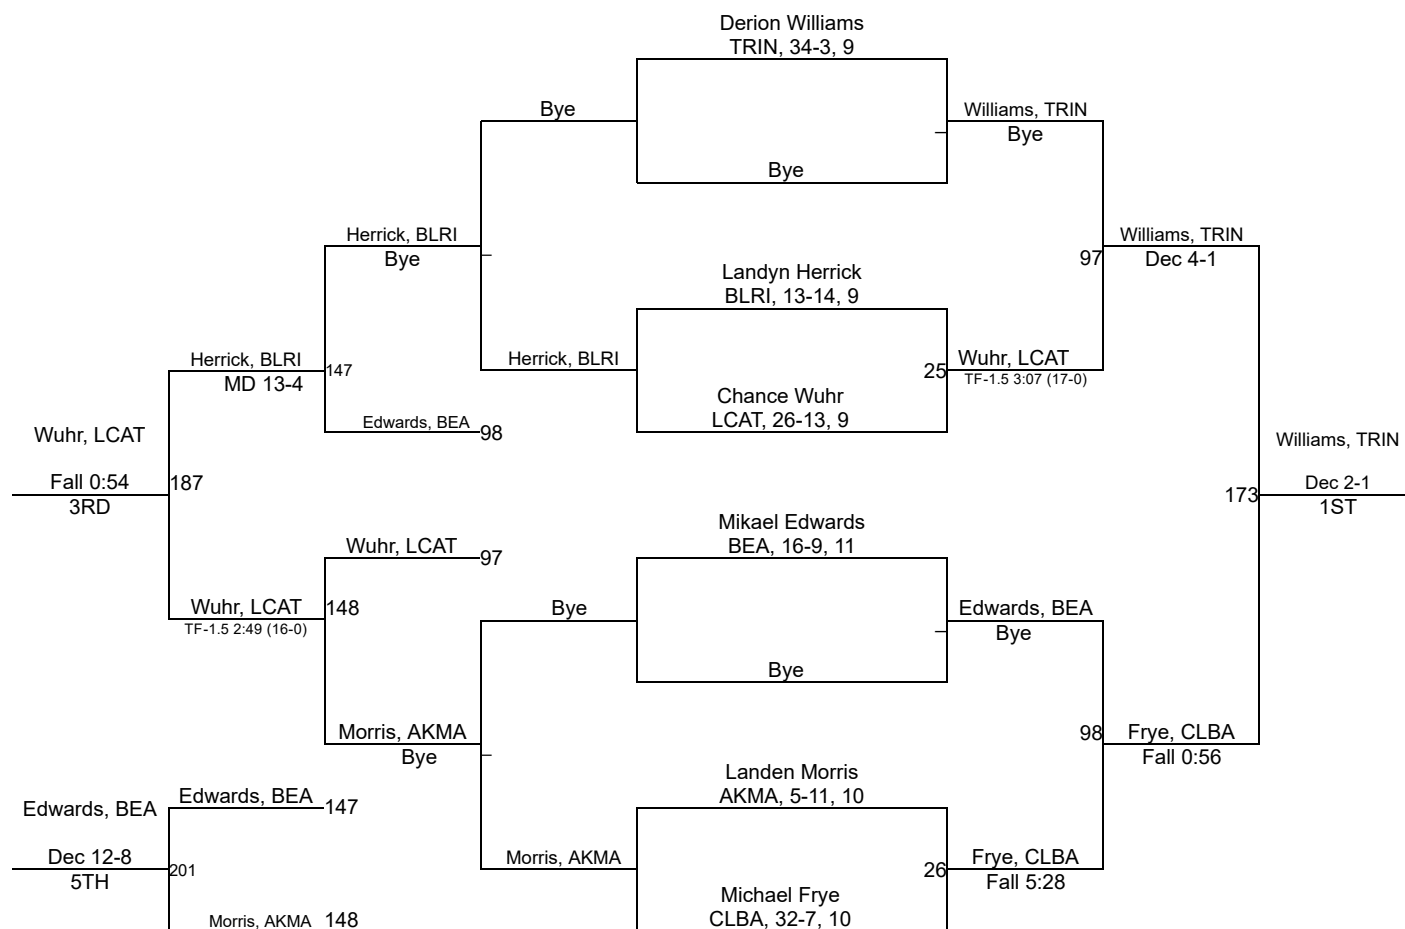 Derion Williams
TRIN, 34-3, 9
Bye
Williams, TRIN
Bye
Bye
Herrick, BLRI
Bye
Williams, TRIN
97
Dec 4-1
Landyn Herrick
BLRI, 13-14, 9
Herrick, BLRI
147
MD 13-4
Herrick, BLRI
25
Wuhr, LCAT
TF-1.5 3:07 (17-0)
Chance Wuhr
LCAT, 26-13, 9
Edwards, BEA
98
Wuhr, LCAT
Fall 0:54
3RD
187
Williams, TRIN
173
Dec 2-1
1ST
Mikael Edwards
BEA, 16-9, 11
Wuhr, LCAT
97
Wuhr, LCAT
148
TF-1.5 2:49 (16-0)
Bye
Edwards, BEA
Bye
Bye
Morris, AKMA
Bye
98
Frye, CLBA
Fall 0:56
Landen Morris
AKMA, 5-11, 10
Edwards, BEA
Edwards, BEA
147
Dec 12-8
5TH
201
Morris, AKMA
26
Frye, CLBA
Fall 5:28
Michael Frye
CLBA, 32-7, 10
Morris, AKMA
148